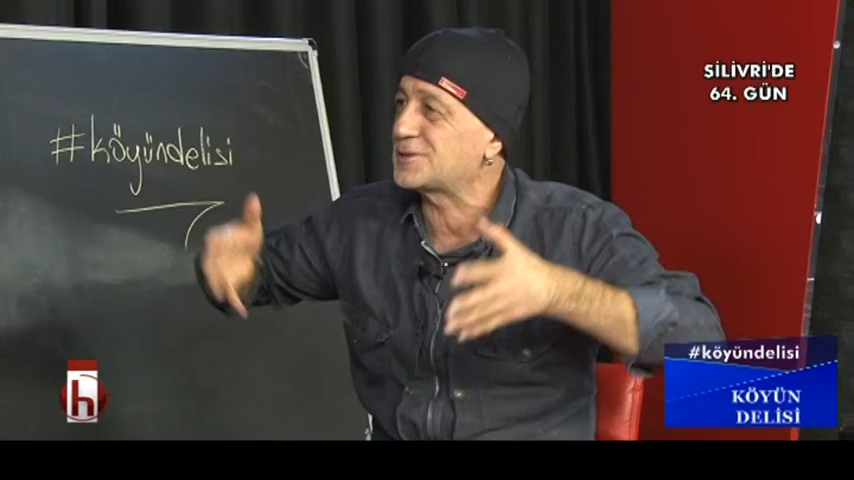 #köyündelisi
SİLİVRİ'DE
64. GÜN
h
#köyündelisi
KÖYÜN
DELİSİ